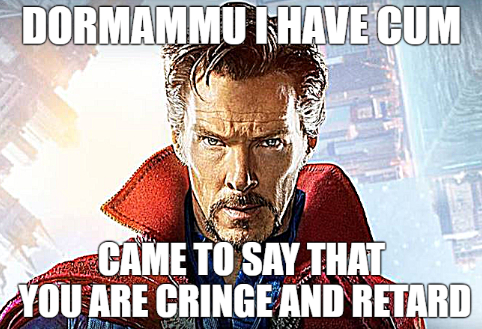 DORMAMMU I HAVE CUM
CAME TO SAY THAT
YOU ARE CRINGE AND RETARD